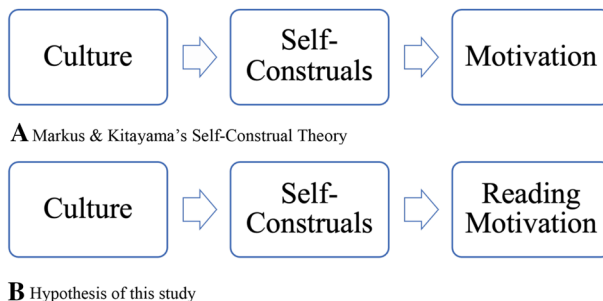 Culture
Self-
Construals
Motivation
A Markus & Kitayama's Self-Construal Theory
Culture
Self-
Construals
Reading
Motivation
B Hypothesis of this study